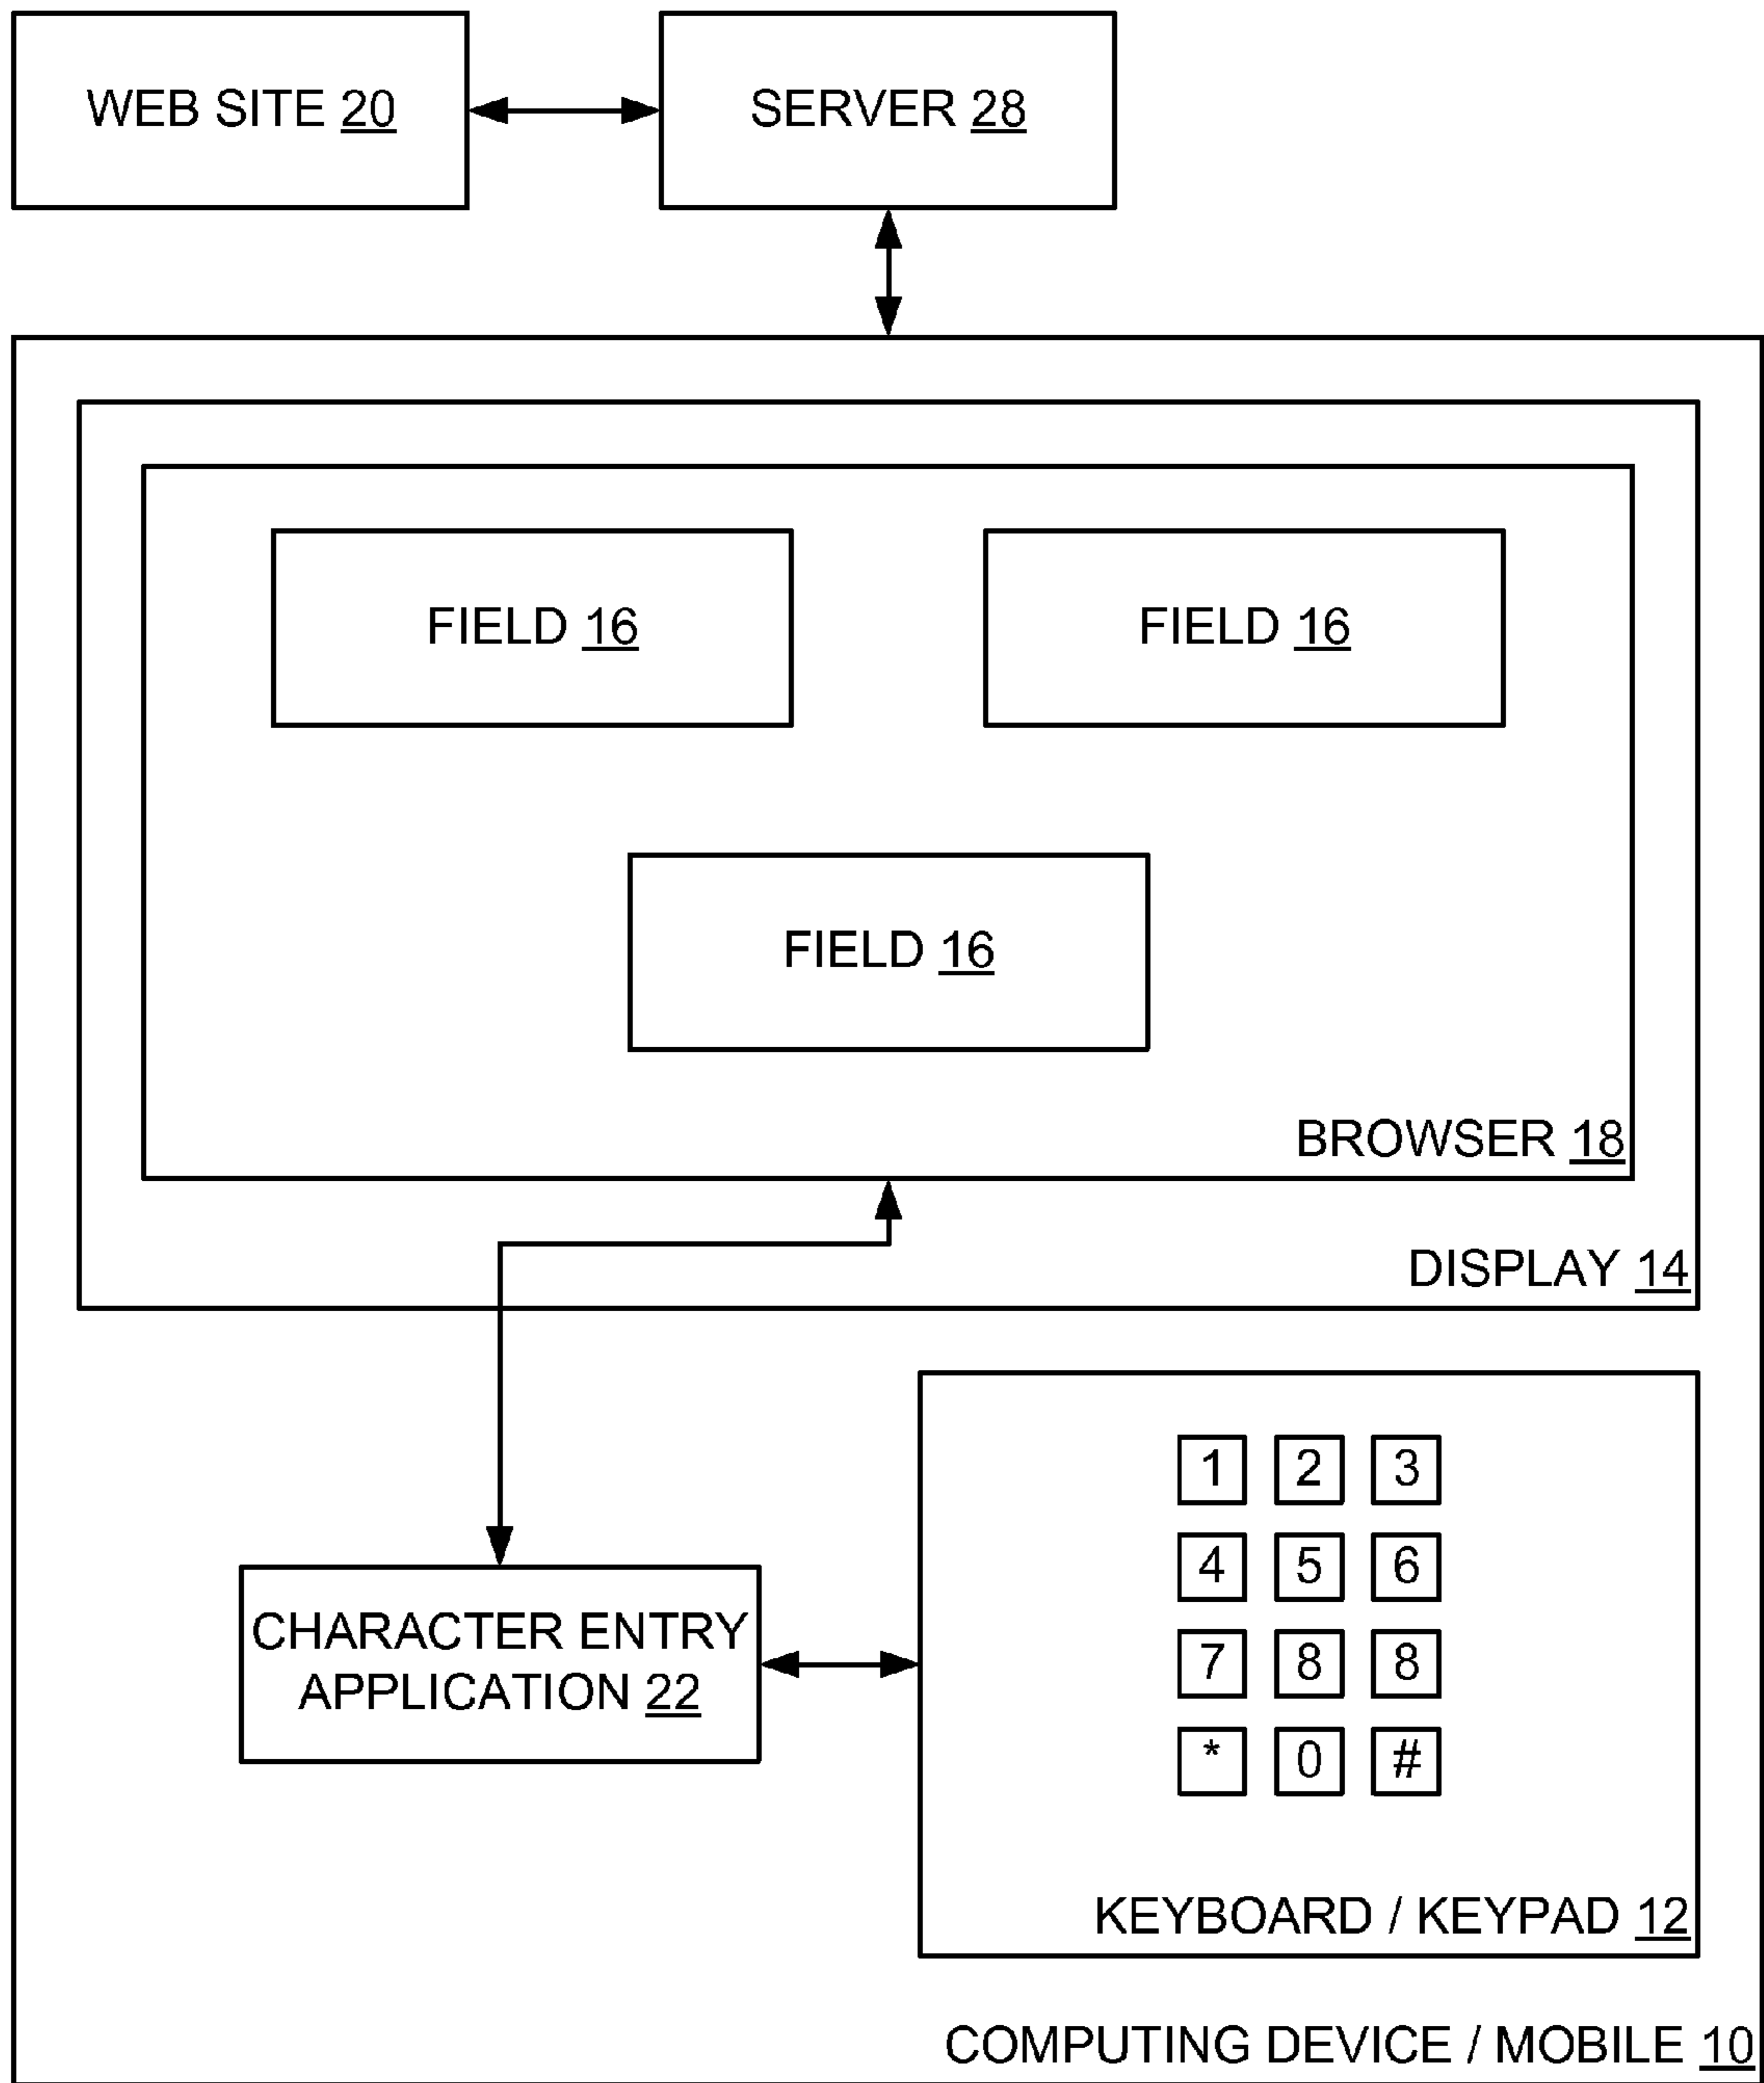 WEB SITE 20
SERVER 28
FIELD 16
FIELD 16
FIELD 16
BROWSER 18
DISPLAY 14
CHARACTER ENTRY
APPLICATION 22
1 2 3
4 5 6
7 8 8
* 0 #
KEYBOARD / KEYPAD 12
COMPUTING DEVICE / MOBILE 10